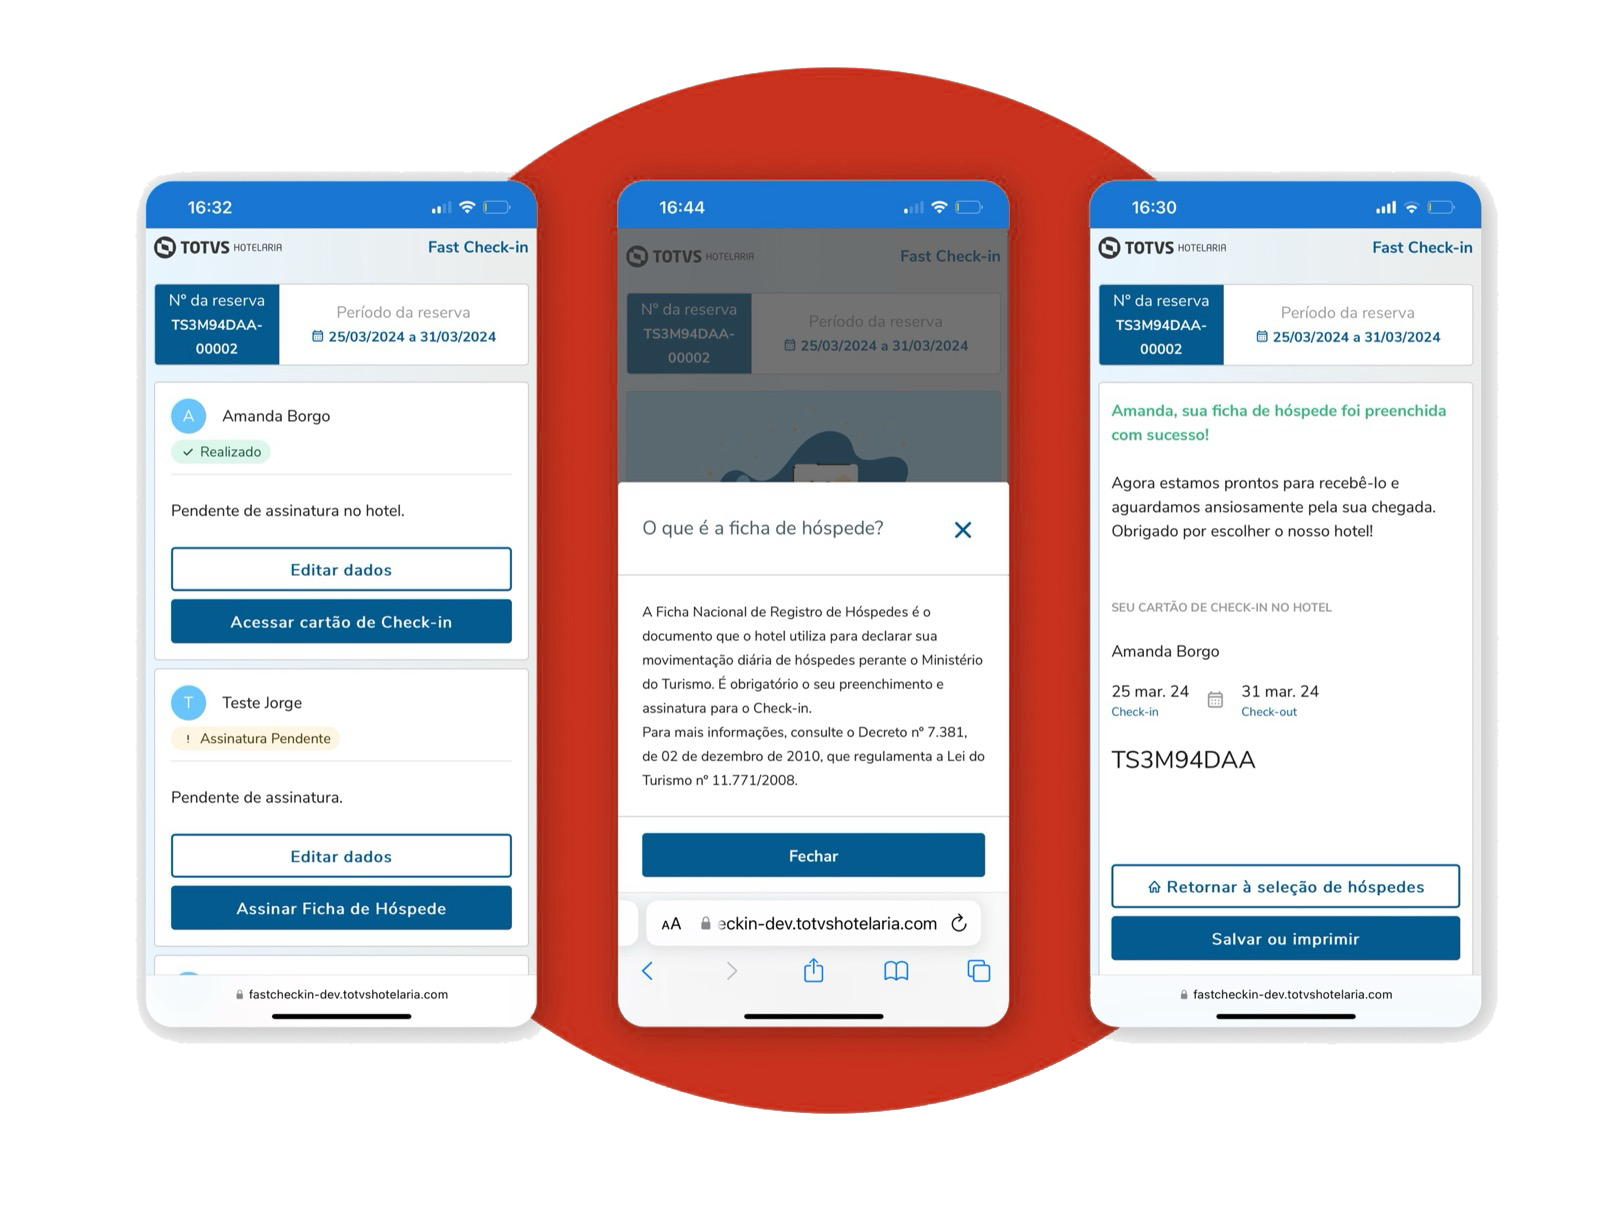 16:32
TOTVS HOTELARIA
Fast Check-in
Nº da reserva
TS3M94DAA-
00002
Período da reserva
25/03/2024 a 31/03/2024
A
Amanda Borgo
Realizado
Pendente de assinatura no hotel.
Editar dados
Acessar cartão de Check-in
T
Teste Jorge
! Assinatura Pendente
Pendente de assinatura.
Editar dados
Assinar Ficha de Hóspede
fastcheckin-dev.totvshotelaria.com
16:44
TOTVS HOTELARIA
Fast Check-in
Nº da reserva
TS3M94DAA-
00002
Período da reserva
25/03/2024 a 31/03/2024
O que é a ficha de hóspede?
A Ficha Nacional de Registro de Hóspedes é o
documento que o hotel utiliza para declarar sua
movimentação diária de hóspedes perante o Ministério
do Turismo. É obrigatório o seu preenchimento e
assinatura para o Check-in.
Para mais informações, consulte o Decreto nº 7.381,
de 02 de dezembro de 2010, que regulamenta a Lei do
Turismo nº 11.771/2008.
Fechar
AA
eckin-dev.totvshotelaria.com
16:30
TOTVS HOTELARIA
Fast Check-in
Nº da reserva
TS3M94DAA-
00002
Período da reserva
25/03/2024 a 31/03/2024
Amanda, sua ficha de hóspede foi preenchida
com sucesso!
Agora estamos prontos para recebê-lo e
aguardamos ansiosamente pela sua chegada.
Obrigado por escolher o nosso hotel!
SEU CARTÃO DE CHECK-IN NO HOTEL
Amanda Borgo
25 mar. 24
31 mar. 24
Check-in
Check-out
TS3M94DAA
Retornar à seleção de hóspedes
Salvar ou imprimir
fastcheckin-dev.totvshotelaria.com